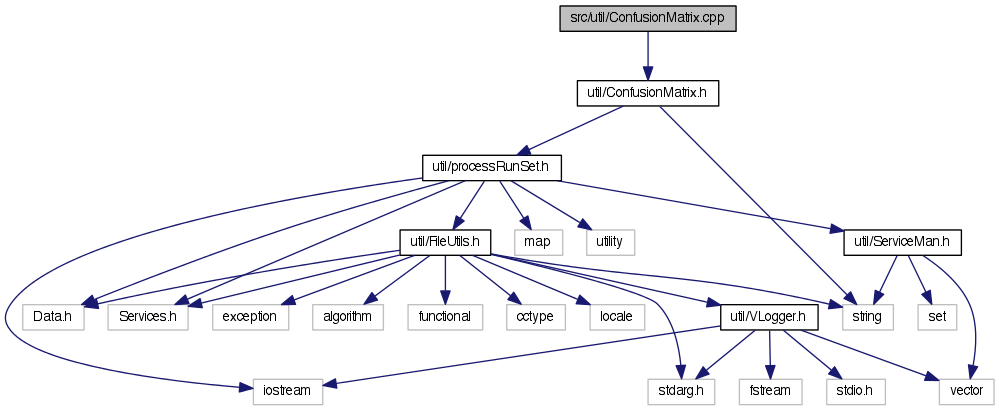 src/util/ConfusionMatrix.cpp
util/ConfusionMatrix.h
util/processRunSet.h
util/FileUtils.h
map
utility
util/ServiceMan.h
Data.h
Services.h
exception
algorithm
functional
cctype
locale
util/VLogger.h
string
set
iostream
stdarg.h
fstream
stdio.h
vector